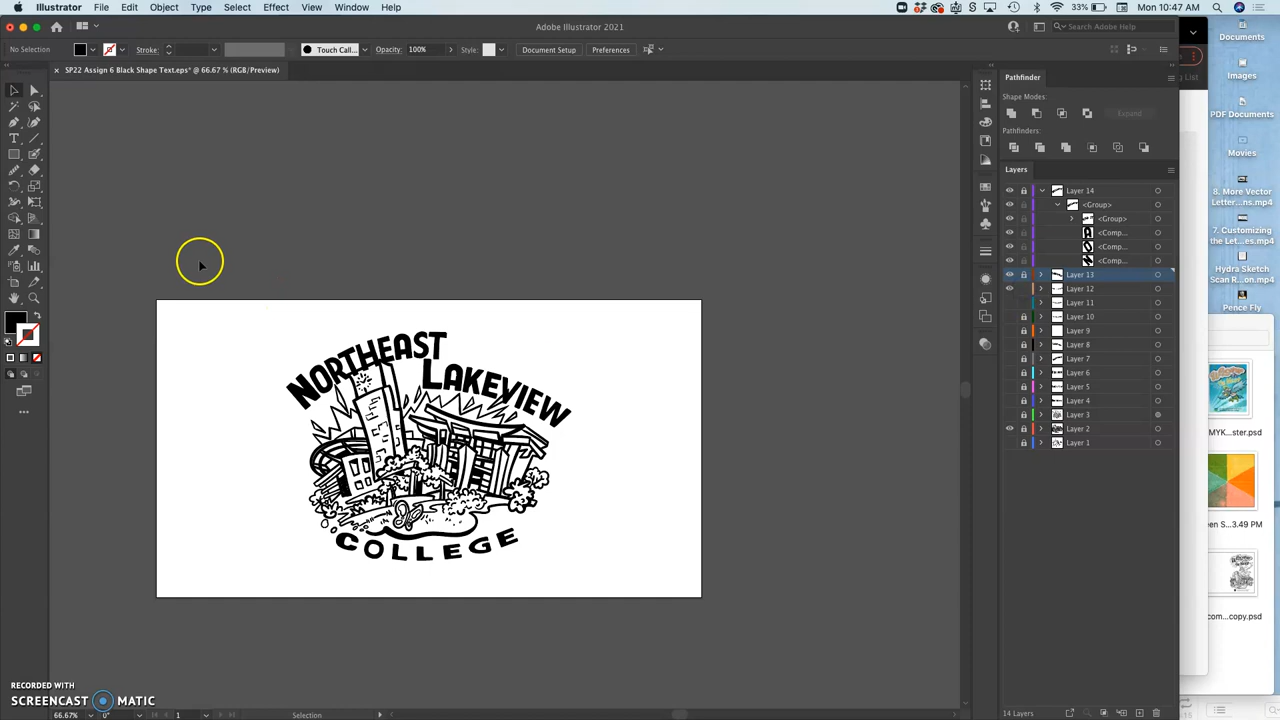 Illustrator File Edit Object Type Select Effect View Window Help 33% Mon 10:47 AM
Adobe Illustrator 2021
Search Adobe Help
No Selection Stroke: Touch Call... Opacity: 100% Style: Document Setup Preferences
SP22 Assign 6 Black Shape Text.eps* @ 66.67 % (RGB/Preview)
Pathfinder
Shape Modes:
Expand
Pathfinders:
Layers
Layer 14
<Group>
<Group>
<Comp...
<Comp...
<Comp...
Layer 13
Layer 12
Layer 11
Layer 10
Layer 9
Layer 8
Layer 7
Layer 6
Layer 5
Layer 4
Layer 3
Layer 2
Layer 1
14 Layers
NORTHEAST
LAKEVIEW
COLLEGE
Documents
Images
PDF Documents
Movies
8. More Vector
Letter...ns.mp4
7. Customizing
the Let...es.mp4
Hydra Sketch
Scan R...mp4
Pence Fly
MYK...ster.psd
een S...3.49 PM
com...copy.psd
g List
RECORDED WITH
SCREENCAST MATIC
66.67% 0° 1 Selection